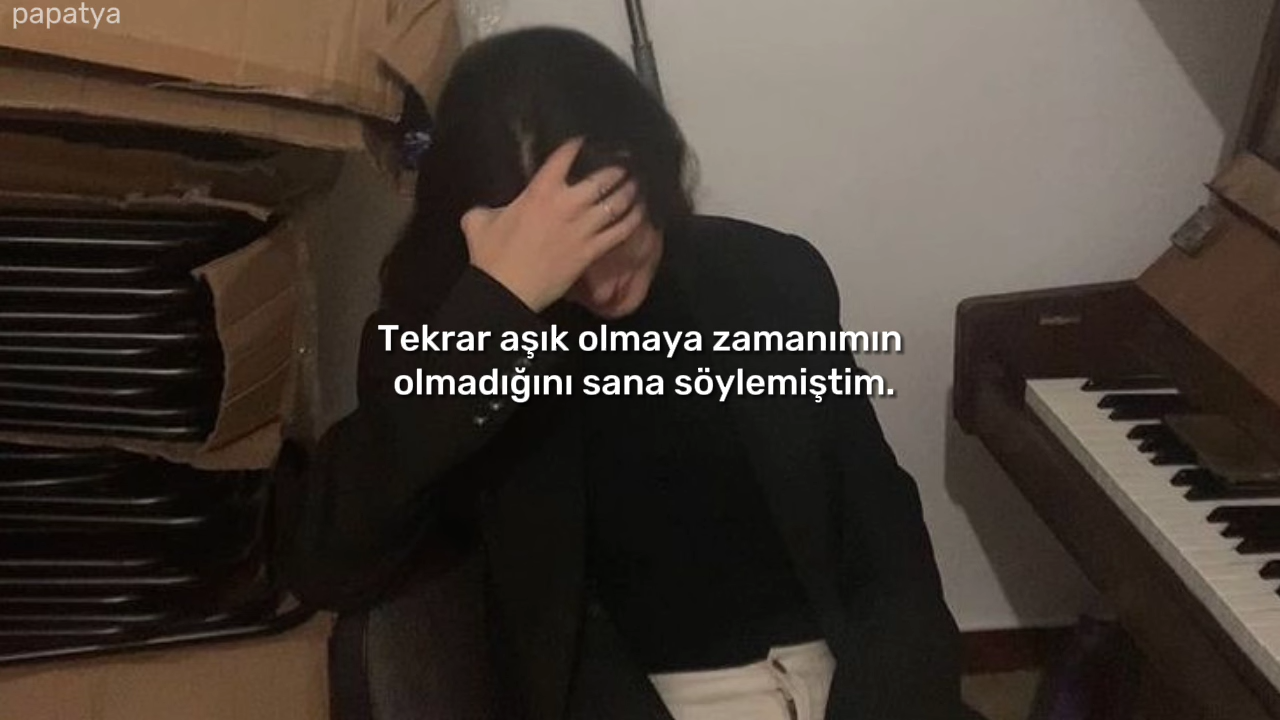 papatya
Tekrar aşık olmaya zamanımın
olmadığını sana söylemiştim.